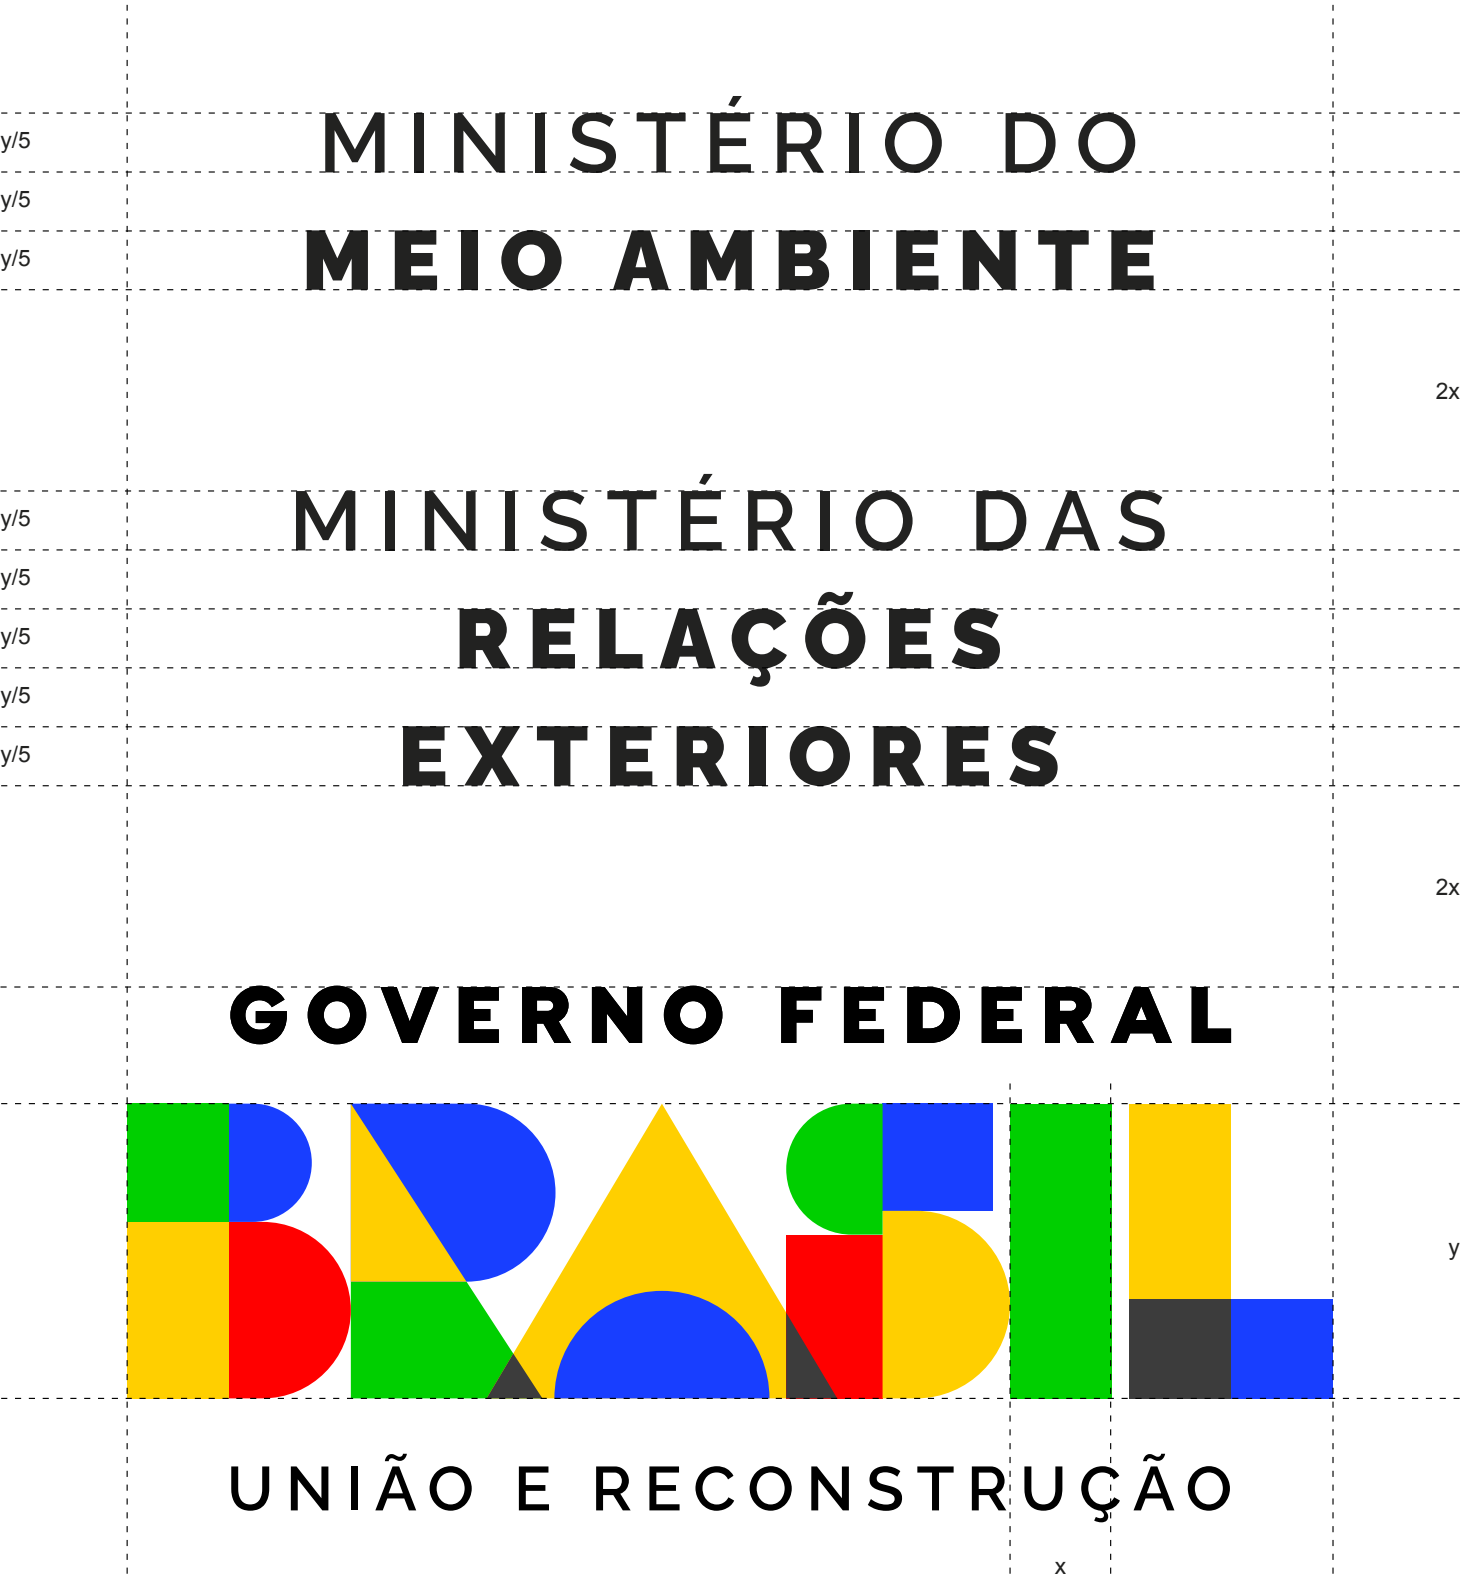 MINISTÉRIO DO
y/5
y/5
MEIO AMBIENTE
y/5
2x
MINISTÉRIO DAS
y/5
y/5
RELAÇÕES
y/5
y/5
EXTERIORES
y/5
2x
GOVERNO FEDERAL
BRASIL
y
UNIÃO E RECONSTRUÇÃO
x